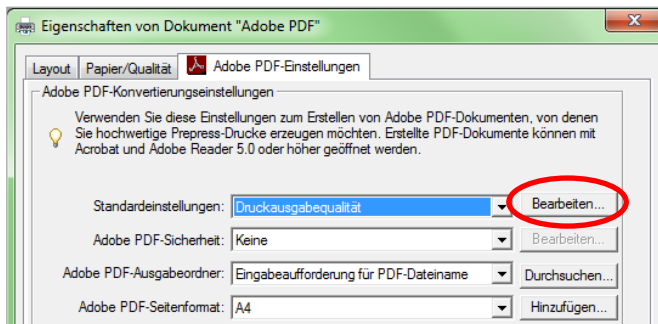 Eigenschaften von Dokument "Adobe PDF"
Layout Papier/Qualität Adobe PDF-Einstellungen
Adobe PDF-Konvertierungseinstellungen
Verwenden Sie diese Einstellungen zum Erstellen von Adobe PDF-Dokumenten, von denen
Sie hochwertige Prepress-Drucke erzeugen möchten. Erstellte PDF-Dokumente können mit
Acrobat und Adobe Reader 5.0 oder höher geöffnet werden.
Standardeinstellungen: Druckausgabequalität Bearbeiten...
Adobe PDF-Sicherheit: Keine Bearbeiten...
Adobe PDF-Ausgabeordner: Eingabeaufforderung für PDF-Dateiname Durchsuchen...
Adobe PDF-Seitenformat: A4 Hinzufügen...